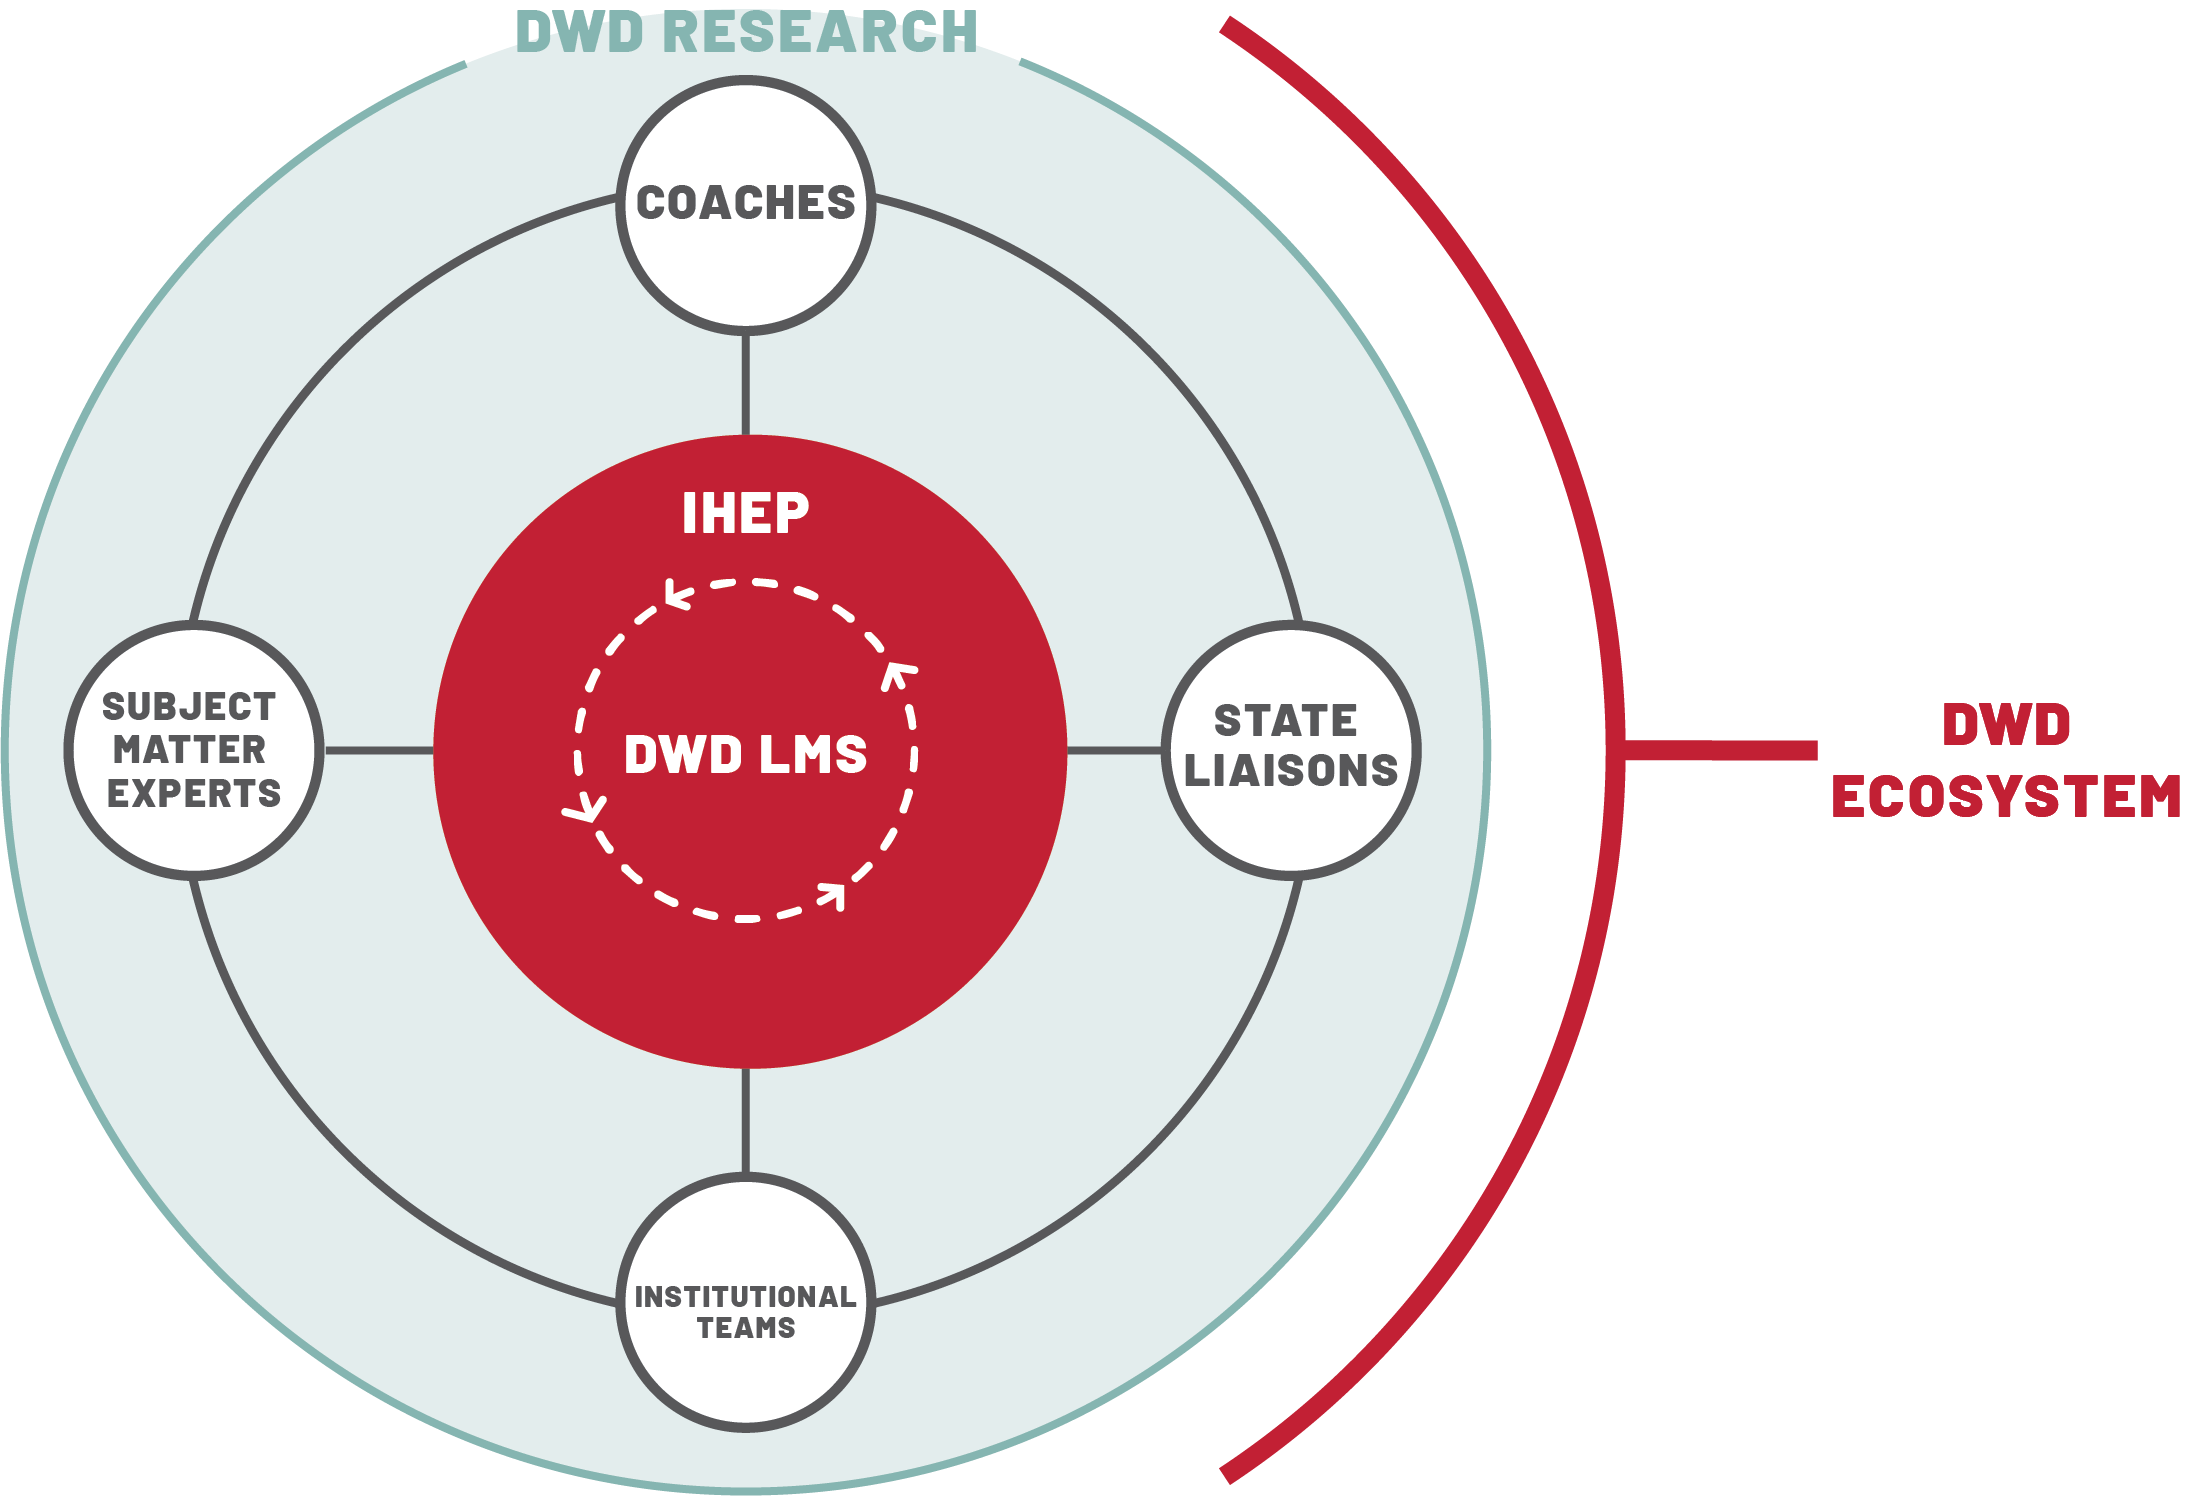 DWD RESEARCH
COACHES
IHEP
DWD LMS
SUBJECT
MATTER
EXPERTS
STATE
LIAISONS
INSTITUTIONAL
TEAMS
DWD
ECOSYSTEM